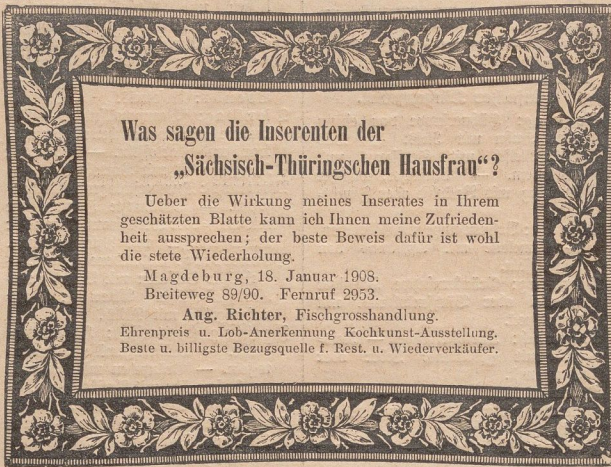 Was sagen die Inserenten der
„Sächsisch-Thüringschen Hausfrau“?
Ueber die Wirkung meines Inserates in Ihrem
geschätzten Blatte kann ich Ihnen meine Zufrieden-
heit aussprechen; der beste Beweis dafür ist wohl
die stete Wiederholung.
Magdeburg, 18. Januar 1908.
Breiteweg 89/90. Fernruf 2953.
Aug. Richter, Fischgrosshandlung.
Ehrenpreis u. Lob-Anerkennung Kochkunst-Ausstellung.
Beste u. billigste Bezugsquelle f. Rest. u. Wiederverkäufer.